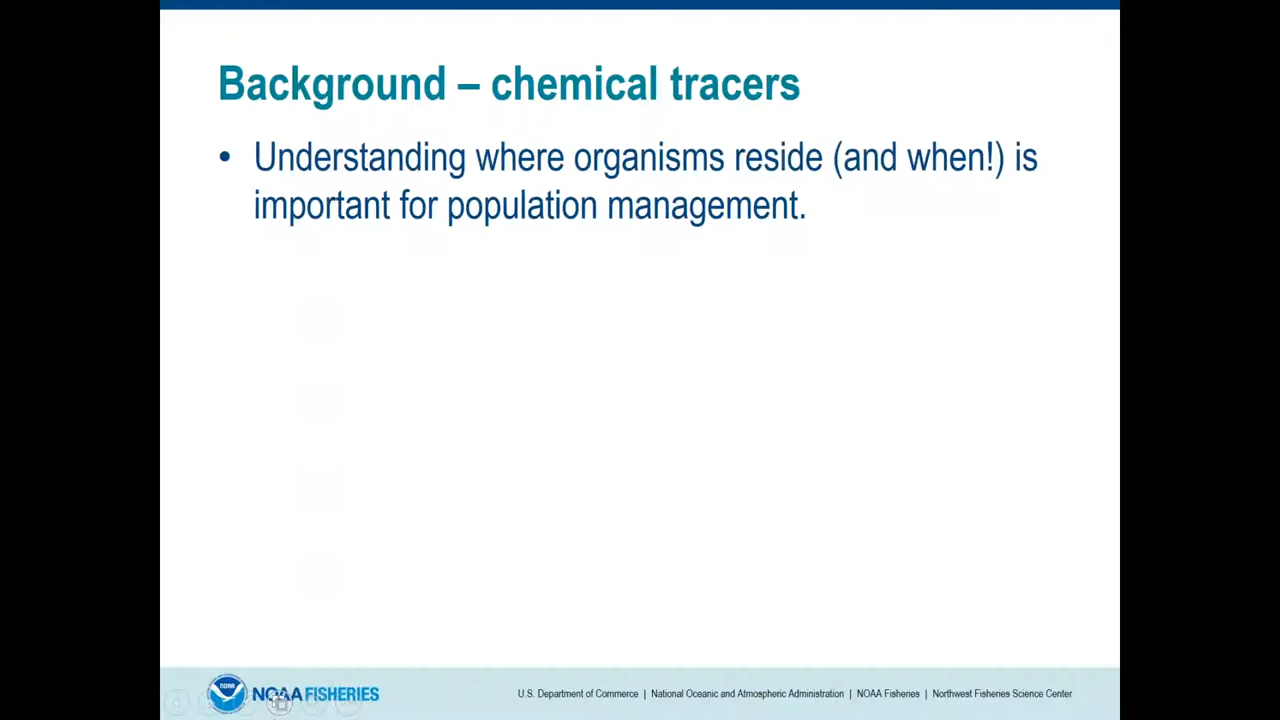 Background – chemical tracers
• Understanding where organisms reside (and when!) is
important for population management.
NOAA
NOAA FISHERIES
U.S. Department of Commerce | National Oceanic and Atmospheric Administration | NOAA Fisheries | Northwest Fisheries Science Center